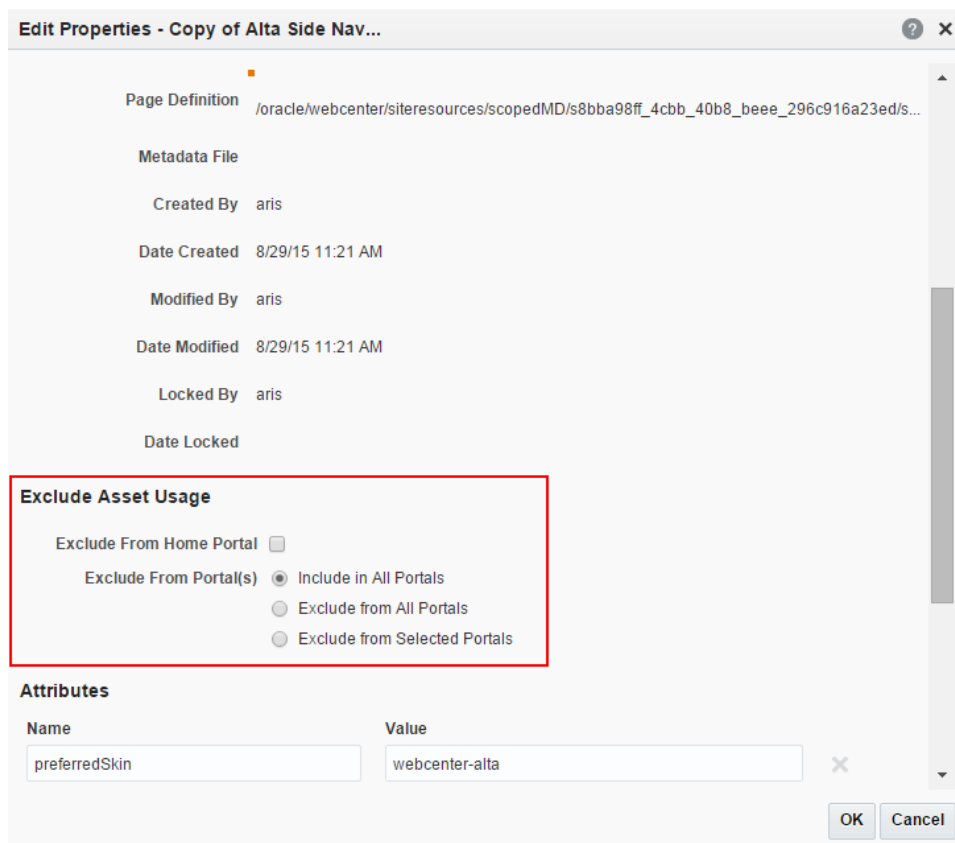 Edit Properties - Copy of Alta Side Nav...
Page Definition /oracle/webcenter/siteresources/scopedMD/s8bba98ff_4cbb_40b8_beee_296c916a23ed/s...
Metadata File
Created By aris
Date Created 8/29/15 11:21 AM
Modified By aris
Date Modified 8/29/15 11:21 AM
Locked By aris
Date Locked
Exclude Asset Usage
Exclude From Home Portal
Exclude From Portal(s) Include in All Portals
Exclude from All Portals
Exclude from Selected Portals
Attributes
Name Value
preferredSkin webcenter-alta
OK Cancel